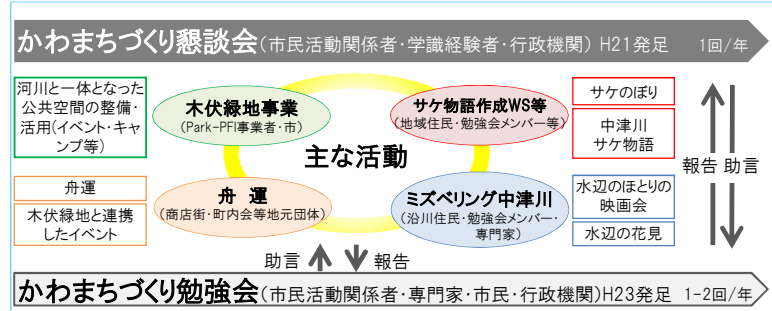 かわまちづくり懇談会(市民活動関係者・学識経験者・行政機関) H21発足 1回/年
河川と一体となった
公共空間の整備・
活用(イベント・キャ
ンプ等)
木伏緑地事業
(Park-PFI事業者・市)
サケ物語作成WS等
(地域住民・勉強会メンバー等)
サケのぼり
中津川
サケ物語
主な活動
報告 助言
舟運
木伏緑地と連携
したイベント
舟 運
(商店街・町内会等地元団体)
ミズベリング中津川
(沿川住民・勉強会メンバー・
専門家)
水辺のほとりの
映画会
水辺の花見
助言 報告
かわまちづくり勉強会(市民活動関係者・専門家・市民・行政機関)H23発足 1-2回/年